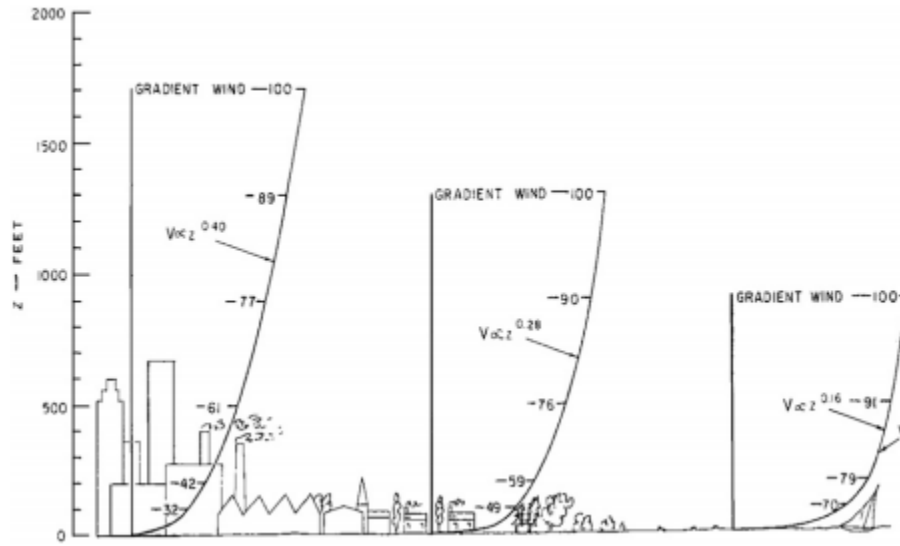 2000
1500
1000
500
0
Z — FEET
GRADIENT WIND —100
—89
V∝Z 0.40
—77
—61
—42
—32
GRADIENT WIND —100
—90
V∝Z 0.28
—76
—59
—49
GRADIENT WIND —100
V∝Z 0.16
—91
V
—79
—70